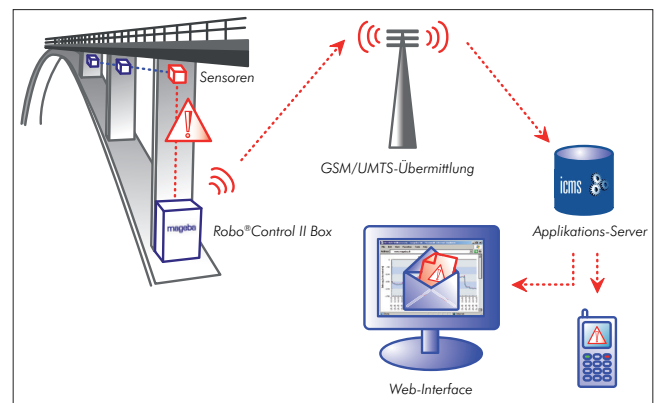 Sensoren
GSM/UMTS-Übermittlung
icms
mageba
Robo®Control II Box
Applikations-Server
Web-Interface